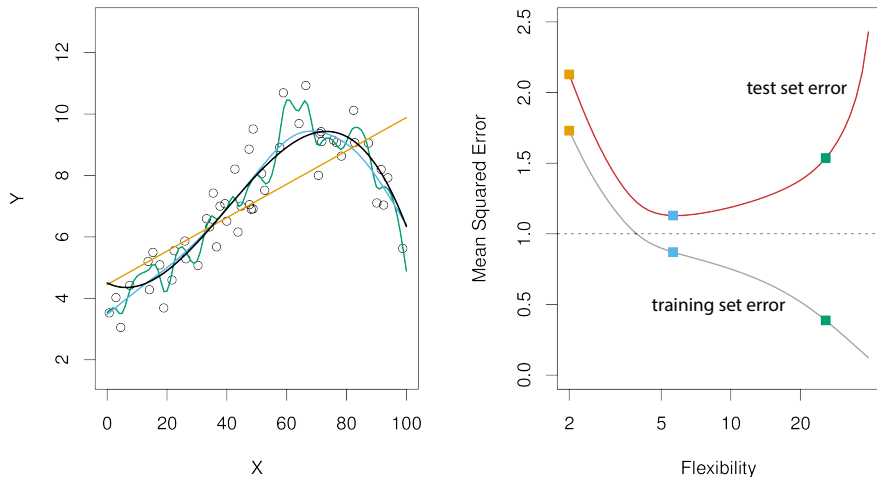 Y
12
10
8
6
4
2
0 20 40 60 80 100
X
Mean Squared Error
2.5
2.0
1.5
1.0
0.5
0.0
test set error
training set error
2 5 10 20
Flexibility